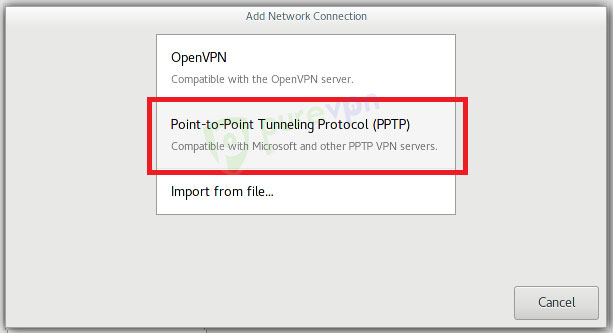 Add Network Connection
OpenVPN
Compatible with the OpenVPN server.
purevpn
Point-to-Point Tunneling Protocol (PPTP)
Compatible with Microsoft and other PPTP VPN servers.
Import from file...
Cancel